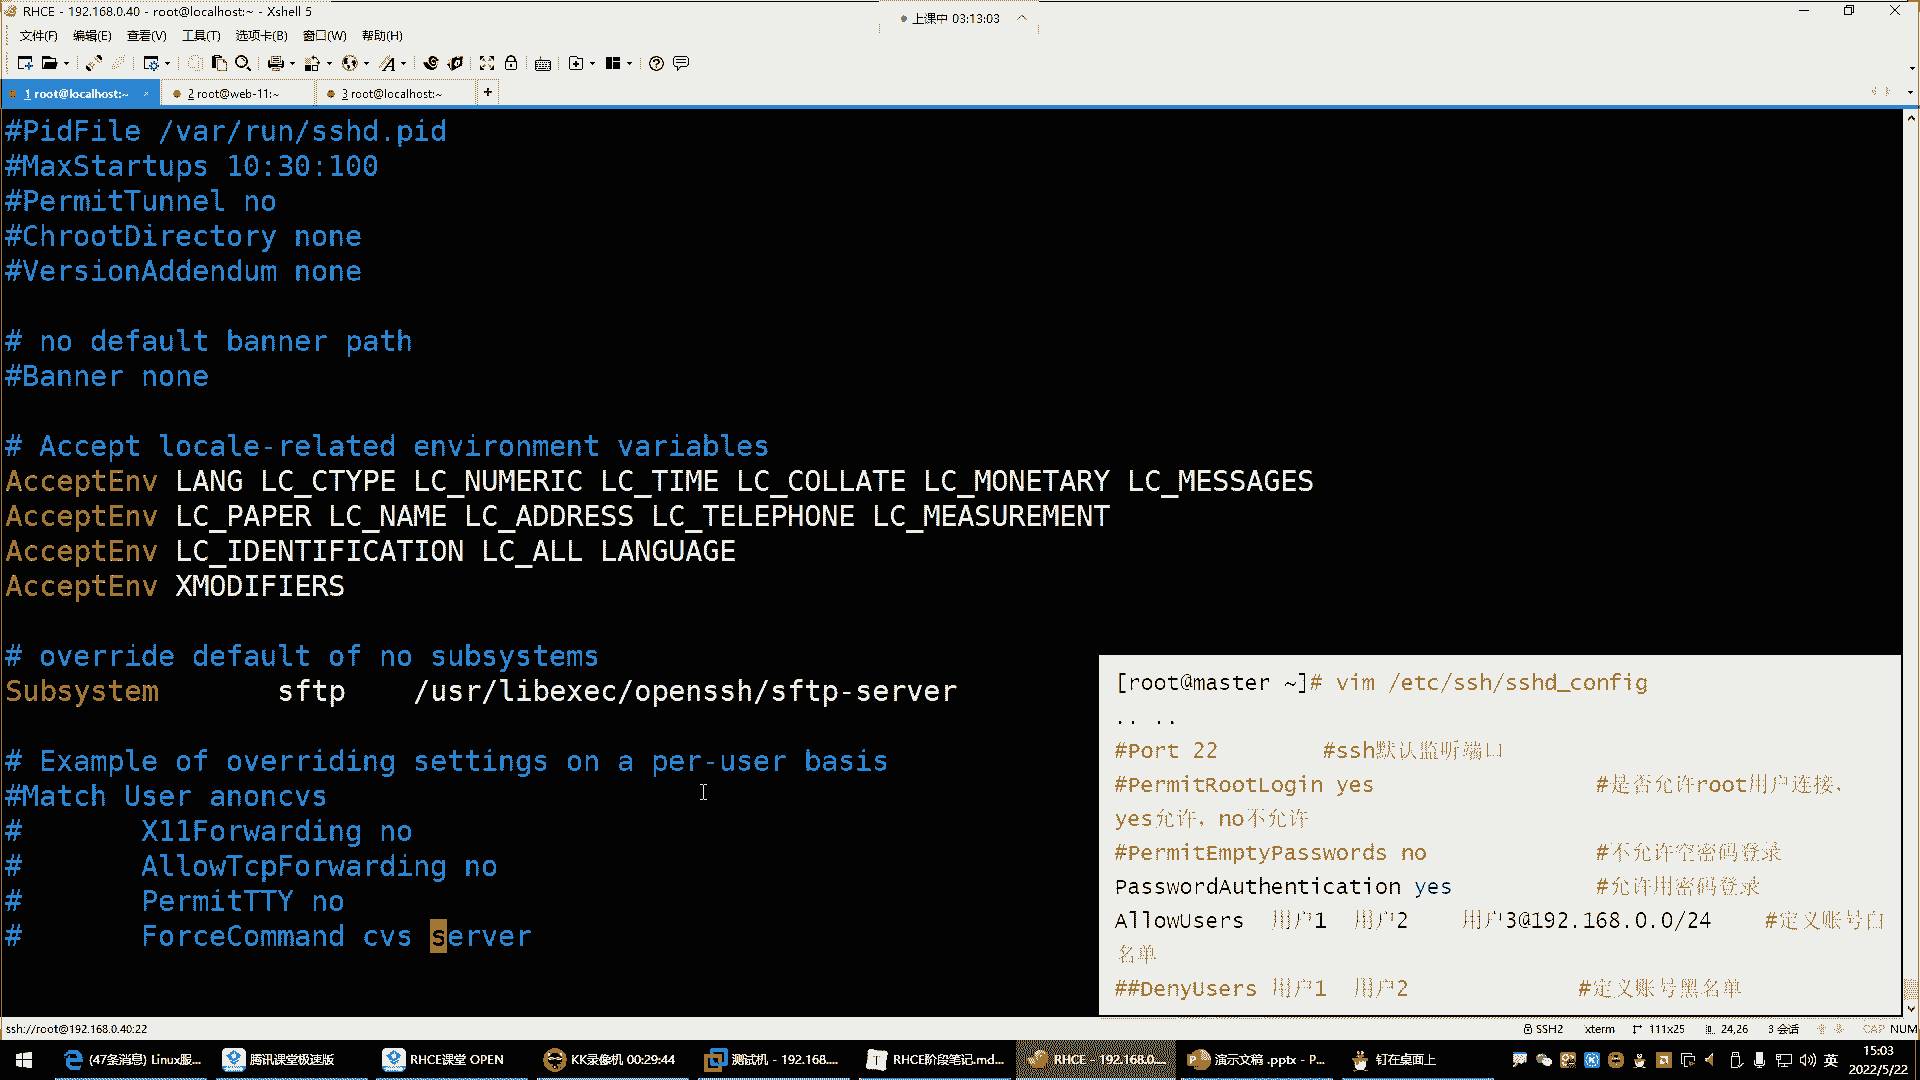 RHCE - 192.168.0.40 - root@localhost:~ - Xshell 5
上课中 03:13:03
文件(F) 编辑(E) 查看(V) 工具(T) 选项卡(B) 窗口(W) 帮助(H)
1 root@localhost:~ × 2 root@web-11:~ 3 root@localhost:~ +
#PidFile /var/run/sshd.pid
#MaxStartups 10:30:100
#PermitTunnel no
#ChrootDirectory none
#VersionAddendum none
# no default banner path
#Banner none
# Accept locale-related environment variables
AcceptEnv LANG LC_CTYPE LC_NUMERIC LC_TIME LC_COLLATE LC_MONETARY LC_MESSAGES
AcceptEnv LC_PAPER LC_NAME LC_ADDRESS LC_TELEPHONE LC_MEASUREMENT
AcceptEnv LC_IDENTIFICATION LC_ALL LANGUAGE
AcceptEnv XMODIFIERS
# override default of no subsystems
Subsystem sftp /usr/libexec/openssh/sftp-server
# Example of overriding settings on a per-user basis
#Match User anoncvs
# X11Forwarding no
# AllowTcpForwarding no
# PermitTTY no
# ForceCommand cvs server
[root@master ~]# vim /etc/ssh/sshd_config
.. ..
#Port 22 #ssh默认监听端口
#PermitRootLogin yes #是否允许root用户连接，
yes允许，no不允许
#PermitEmptyPasswords no #不允许空密码登录
PasswordAuthentication yes #允许用密码登录
AllowUsers 用户1 用户2 用户3@192.168.0.0/24 #定义账号白
名单
##DenyUsers 用户1 用户2 #定义账号黑名单
ssh://root@192.168.0.40:22 SSH2 xterm 111x25 24,26 3 会话 CAP NUM
(47条消息) Linux服... 腾讯课堂极速版 RHCE课堂 OPEN KK录像机 00:29:44 测试机 - 192.168.... RHCE阶段笔记.md... RHCE - 192.168.0.... 演示文稿 .pptx - P... 钉在桌面上 英 15:03
2022/5/22